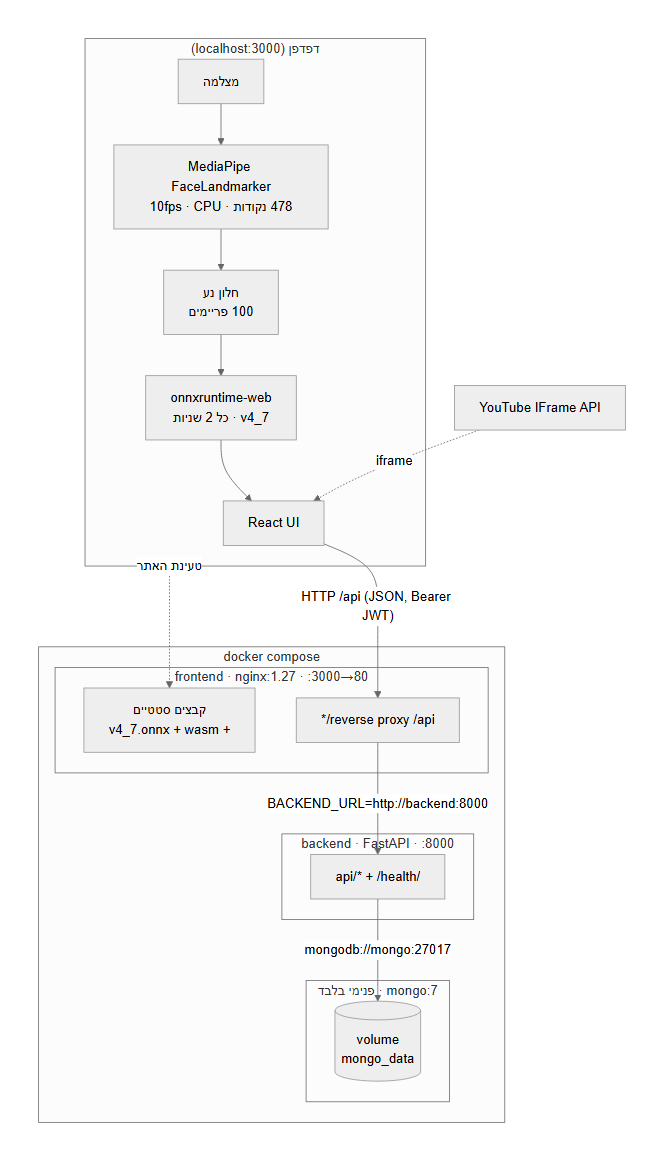 דפדפן (localhost:3000)
מצלמה
MediaPipe
FaceLandmarker
478 נקודות · CPU · 10fps
חלון נע
100 פריימים
onnxruntime-web
v4_7 · כל 2 שניות
YouTube IFrame API
iframe
React UI
טעינת האתר
HTTP /api (JSON, Bearer
JWT)
docker compose
frontend · nginx:1.27 · :3000→80
קבצים סטטיים
+ v4_7.onnx + wasm
*/reverse proxy /api
BACKEND_URL=http://backend:8000
backend · FastAPI · :8000
api/* + /health/
mongodb://mongo:27017
mongo:7 · פנימי בלבד
volume
mongo_data